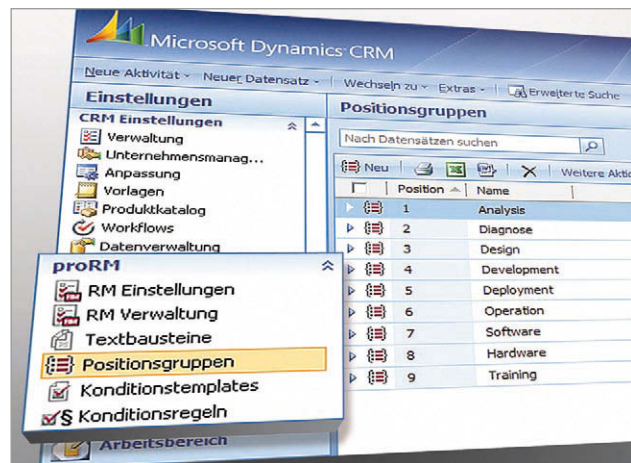 Microsoft Dynamics CRM
Neue Aktivität Neuer Datensatz Wechseln zu Extras Erweiterte Suche
Einstellungen
CRM Einstellungen
Verwaltung
Unternehmensmanag...
Anpassung
Vorlagen
Produktkatalog
Workflows
Datenverwaltung
proRM
RM Einstellungen
RM Verwaltung
Textbausteine
Positionsgruppen
Konditionstemplates
§ Konditionsregeln
Arbeitsbereich
Positionsgruppen
Nach Datensätzen suchen
Neu Weitere Aktio
Position Name
1 Analysis
2 Diagnose
3 Design
4 Development
5 Deployment
6 Operation
7 Software
8 Hardware
9 Training